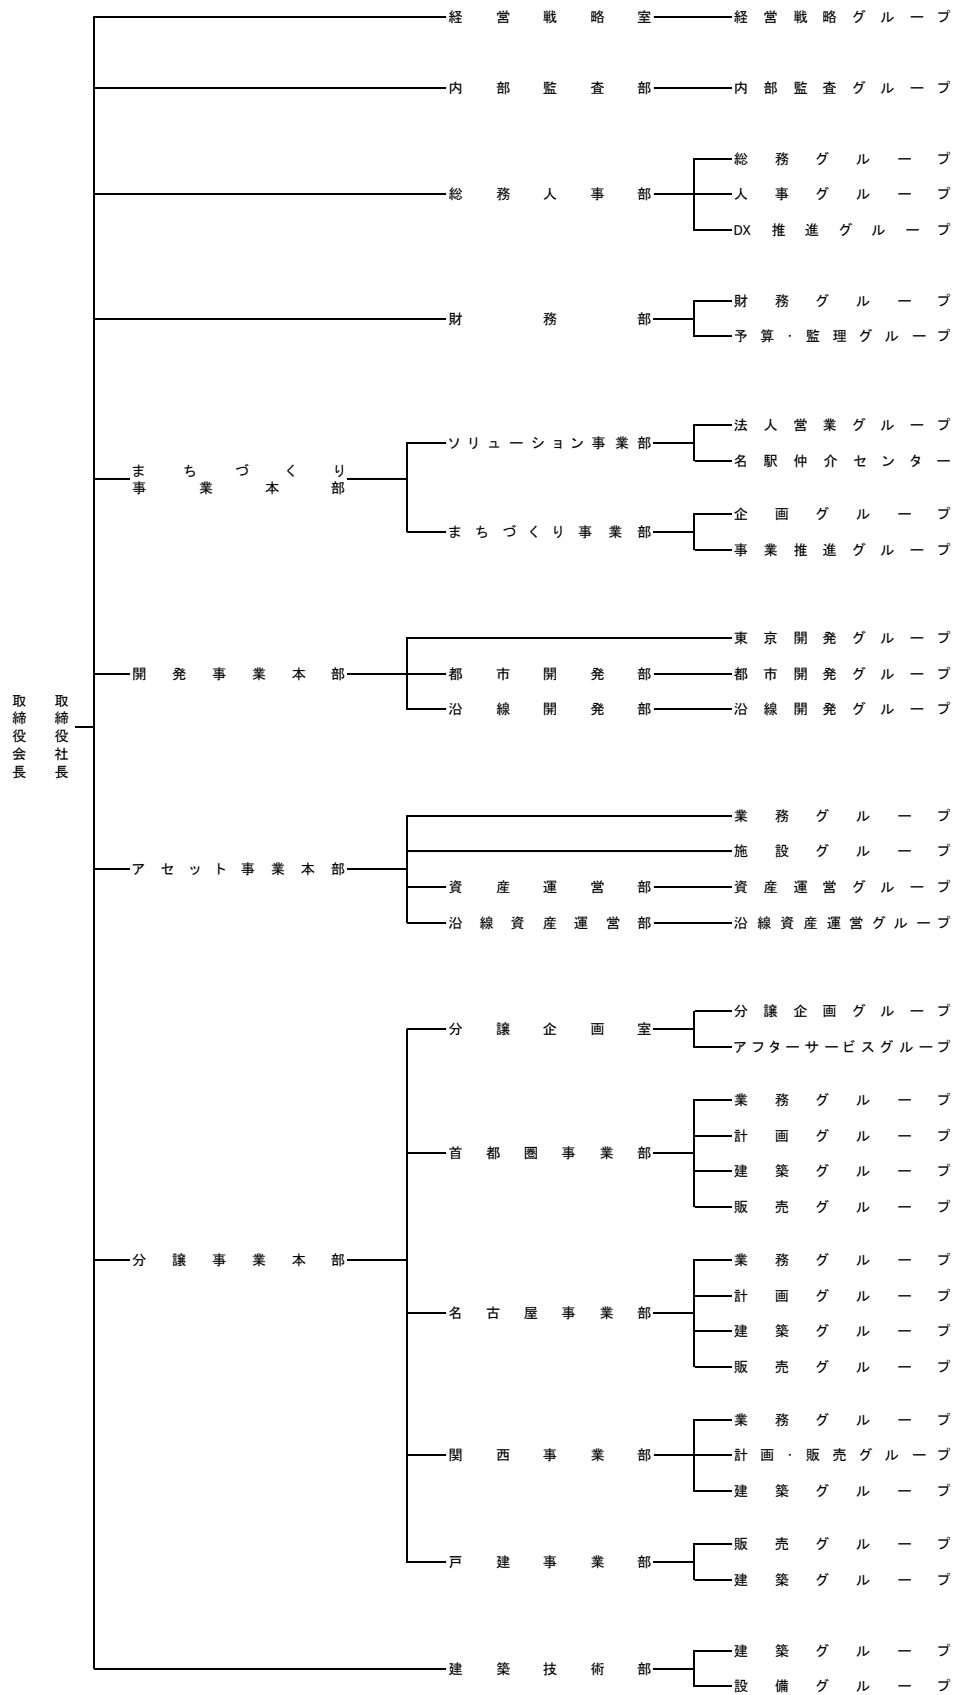 取締役会長
取締役社長
経営戦略室
経営戦略グループ
内部監査部
内部監査グループ
総務人事部
総務グループ
人事グループ
DX推進グループ
財務部
財務グループ
予算・監理グループ
まちづくり
事業本部
ソリューション事業部
法人営業グループ
名駅仲介センター
まちづくり事業部
企画グループ
事業推進グループ
開発事業本部
東京開発グループ
都市開発部
都市開発グループ
沿線開発部
沿線開発グループ
アセット事業本部
業務グループ
施設グループ
資産運営部
資産運営グループ
沿線資産運営部
沿線資産運営グループ
分譲事業本部
分譲企画室
分譲企画グループ
アフターサービスグループ
首都圏事業部
業務グループ
計画グループ
建築グループ
販売グループ
名古屋事業部
業務グループ
計画グループ
建築グループ
販売グループ
関西事業部
業務グループ
計画・販売グループ
建築グループ
戸建事業部
販売グループ
建築グループ
建築技術部
建築グループ
設備グループ